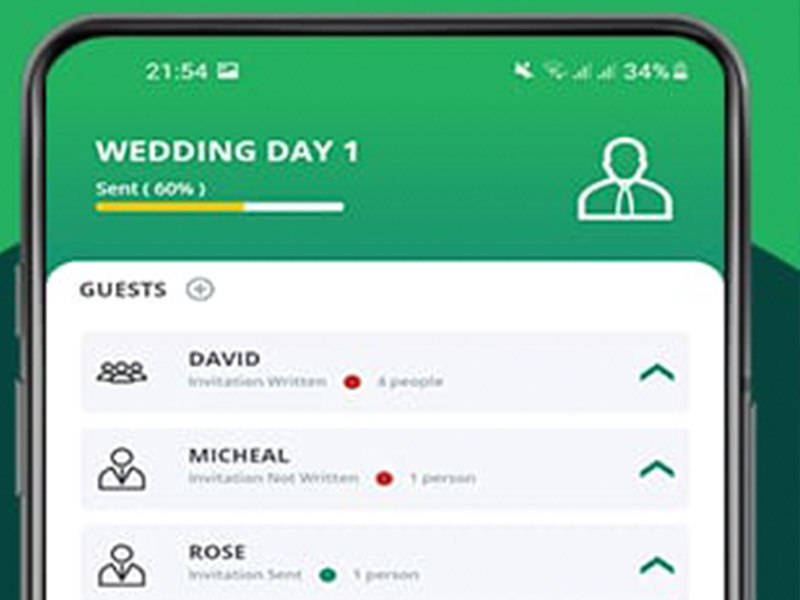 21:54
34%
WEDDING DAY 1
Sent ( 60% )
GUESTS
DAVID
Invitation Written 4 people
MICHEAL
Invitation Not Written 1 person
ROSE
Invitation Sent 1 person